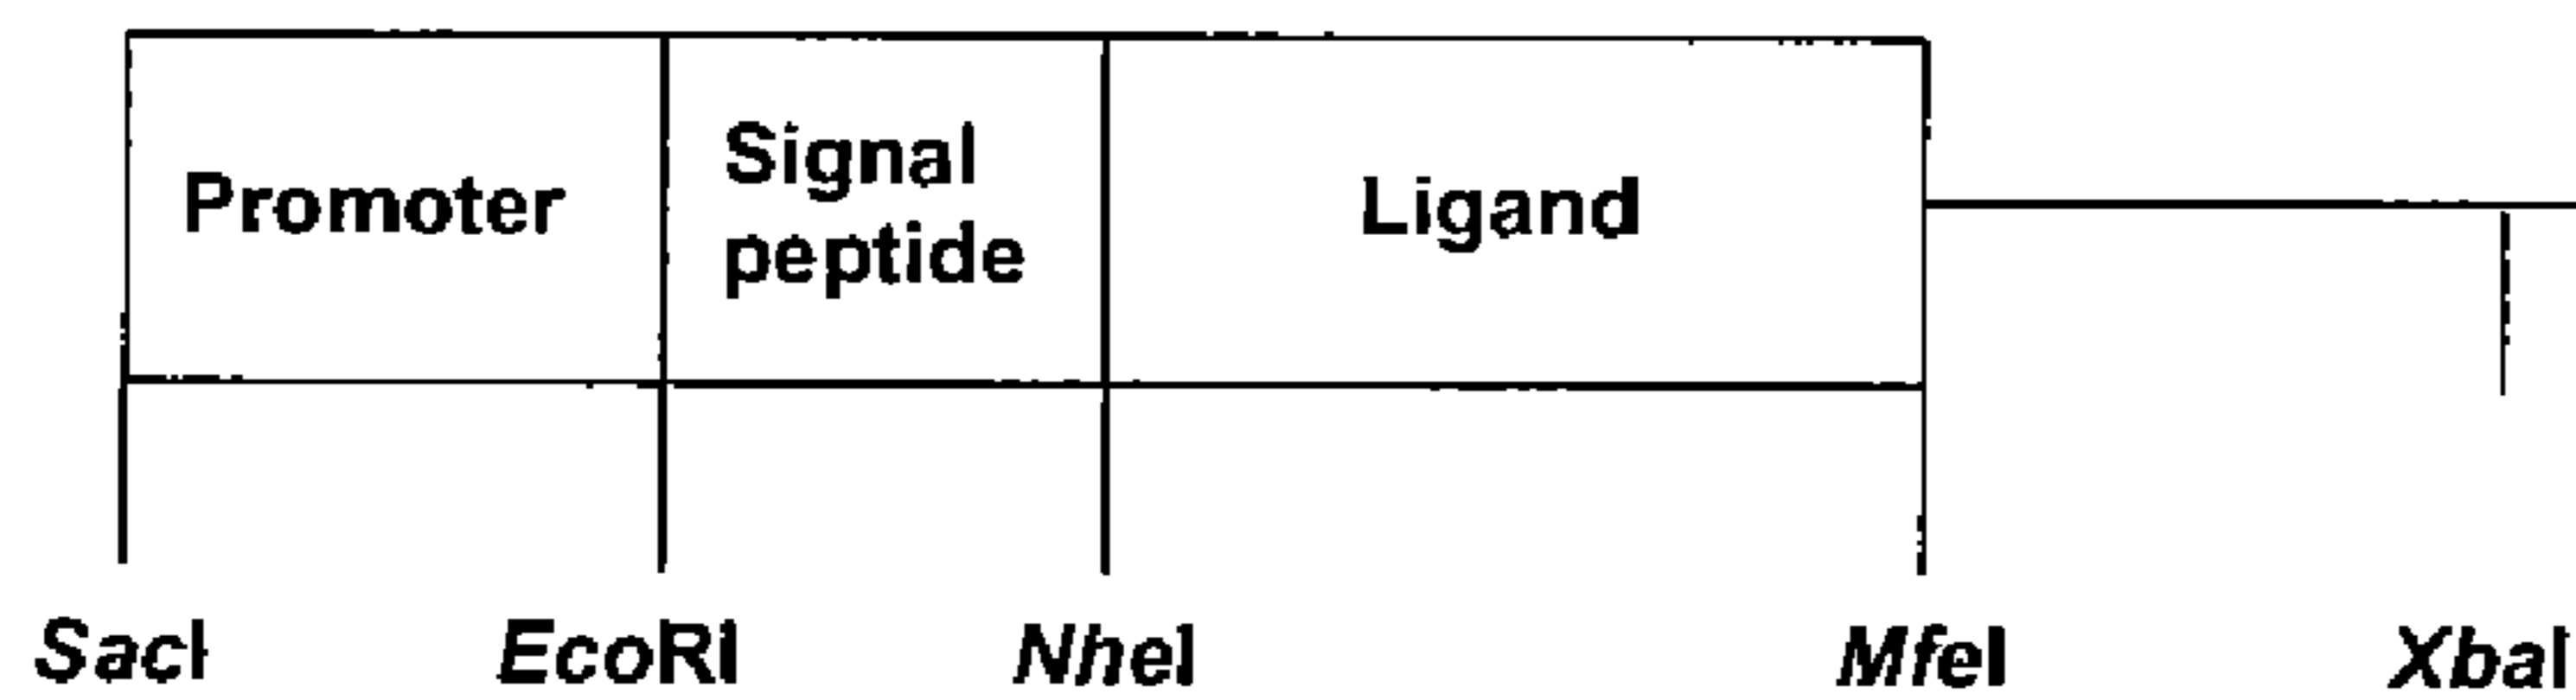 Promoter
Signal
peptide
Ligand
SacI
EcoRI
NheI
MfeI
XbaI